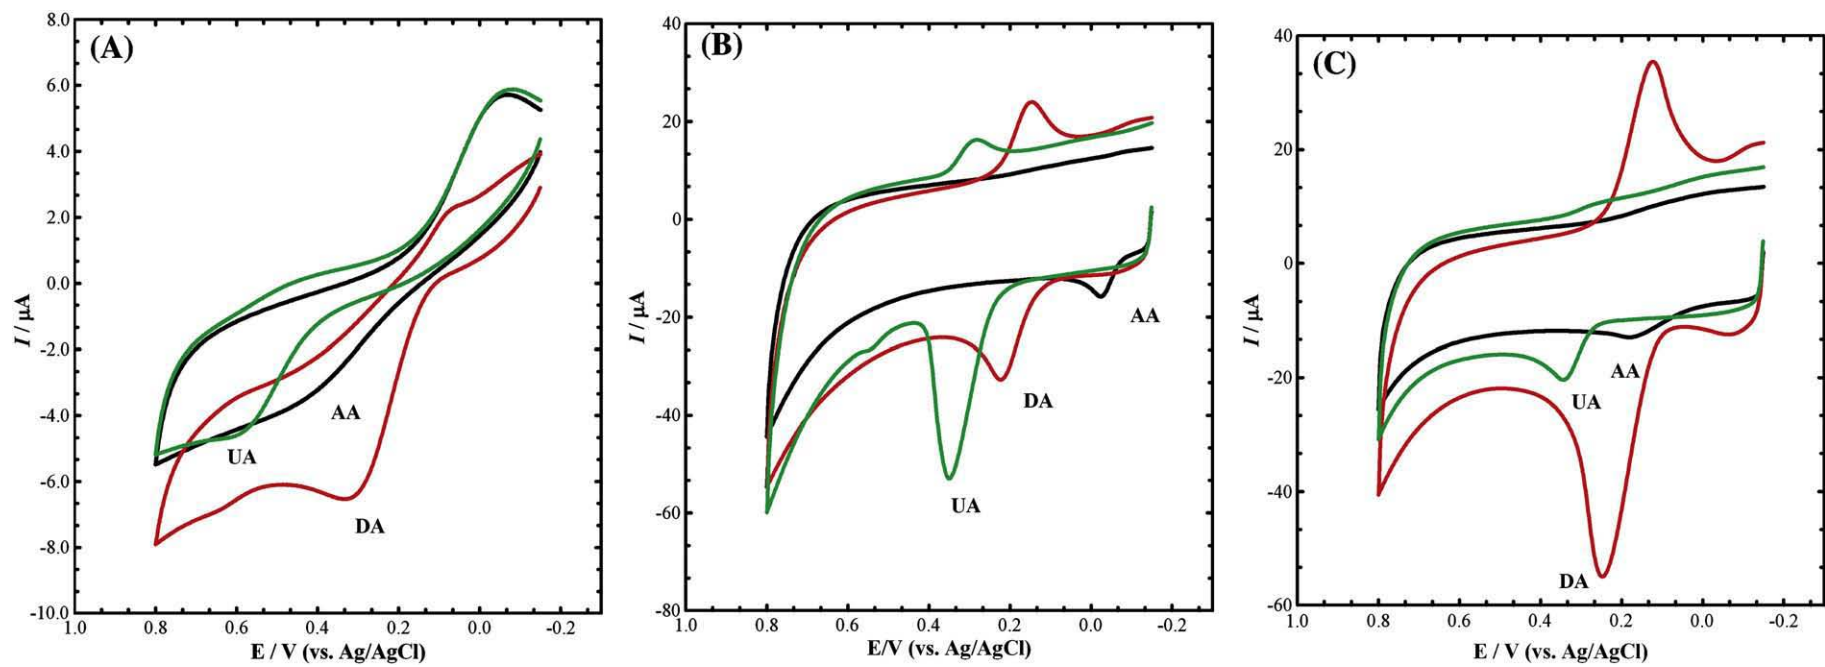 (A)
I / µA
8.0
6.0
4.0
2.0
0.0
-2.0
-4.0
-6.0
-8.0
-10.0
AA
UA
DA
1.0 0.8 0.6 0.4 0.2 0.0 -0.2
E / V (vs. Ag/AgCl)
(B)
I / µA
40
20
0
-20
-40
-60
-80
AA
DA
UA
1.0 0.8 0.6 0.4 0.2 0.0 -0.2
E/V (vs. Ag/AgCl)
(C)
I / µA
40
20
0
-20
-40
-60
AA
UA
DA
1.0 0.8 0.6 0.4 0.2 0.0 -0.2
E / V (vs. Ag/AgCl)